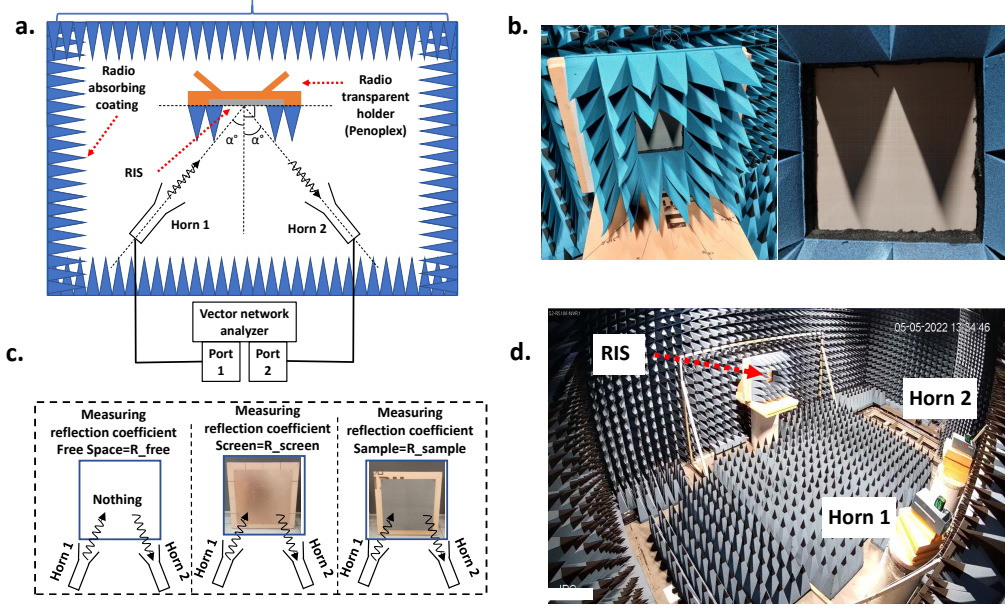 a.
Radio
absorbing
coating
Radio
transparent
holder
(Penoplex)
α° α°
RIS
Horn 1
Horn 2
Vector network
analyzer
Port
1
Port
2
b.
c.
Measuring
reflection coefficient
Free Space=R_free
Nothing
Horn 1
Horn 2
Measuring
reflection coefficient
Screen=R_screen
Horn 1
Horn 2
Measuring
reflection coefficient
Sample=R_sample
Horn 1
Horn 2
d.
05-05-2022 13:34:46
RIS
Horn 2
Horn 1